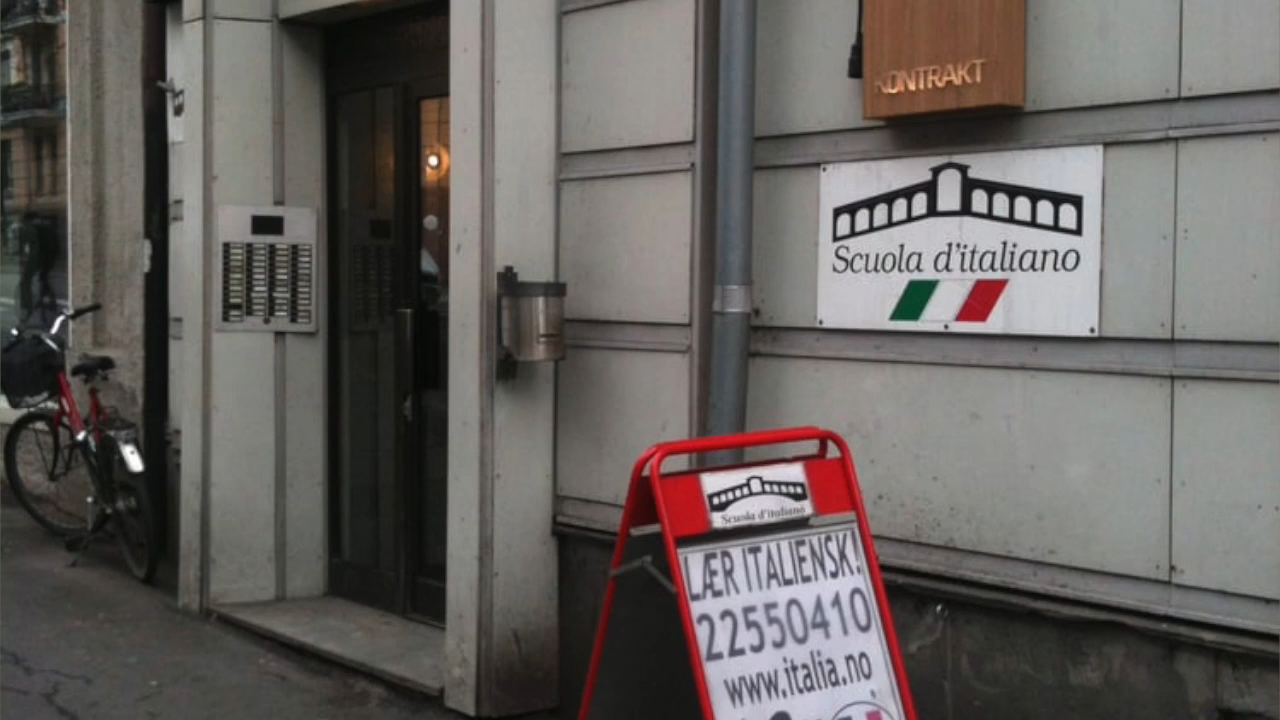 KONTRAKT
Scuola d'italiano
Scuola d'italiano
LÆR ITALIENSK!
22550410
www.italia.no